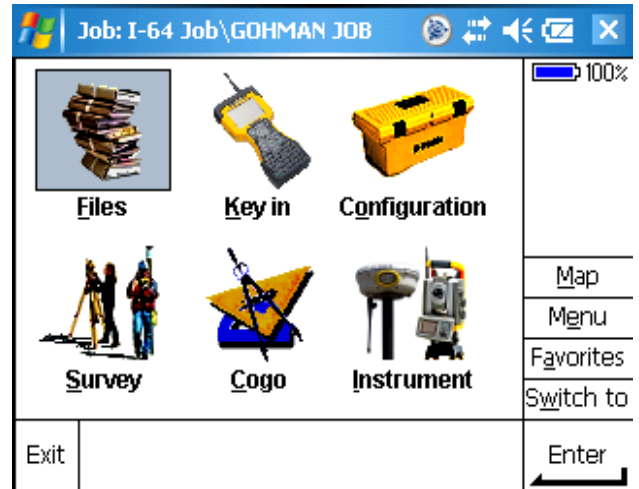 Job: I-64 Job\GOHMAN JOB
100%
Files
Key in
Configuration
Map
Menu
Favorites
Survey
Cogo
Instrument
Switch to
Exit
Enter